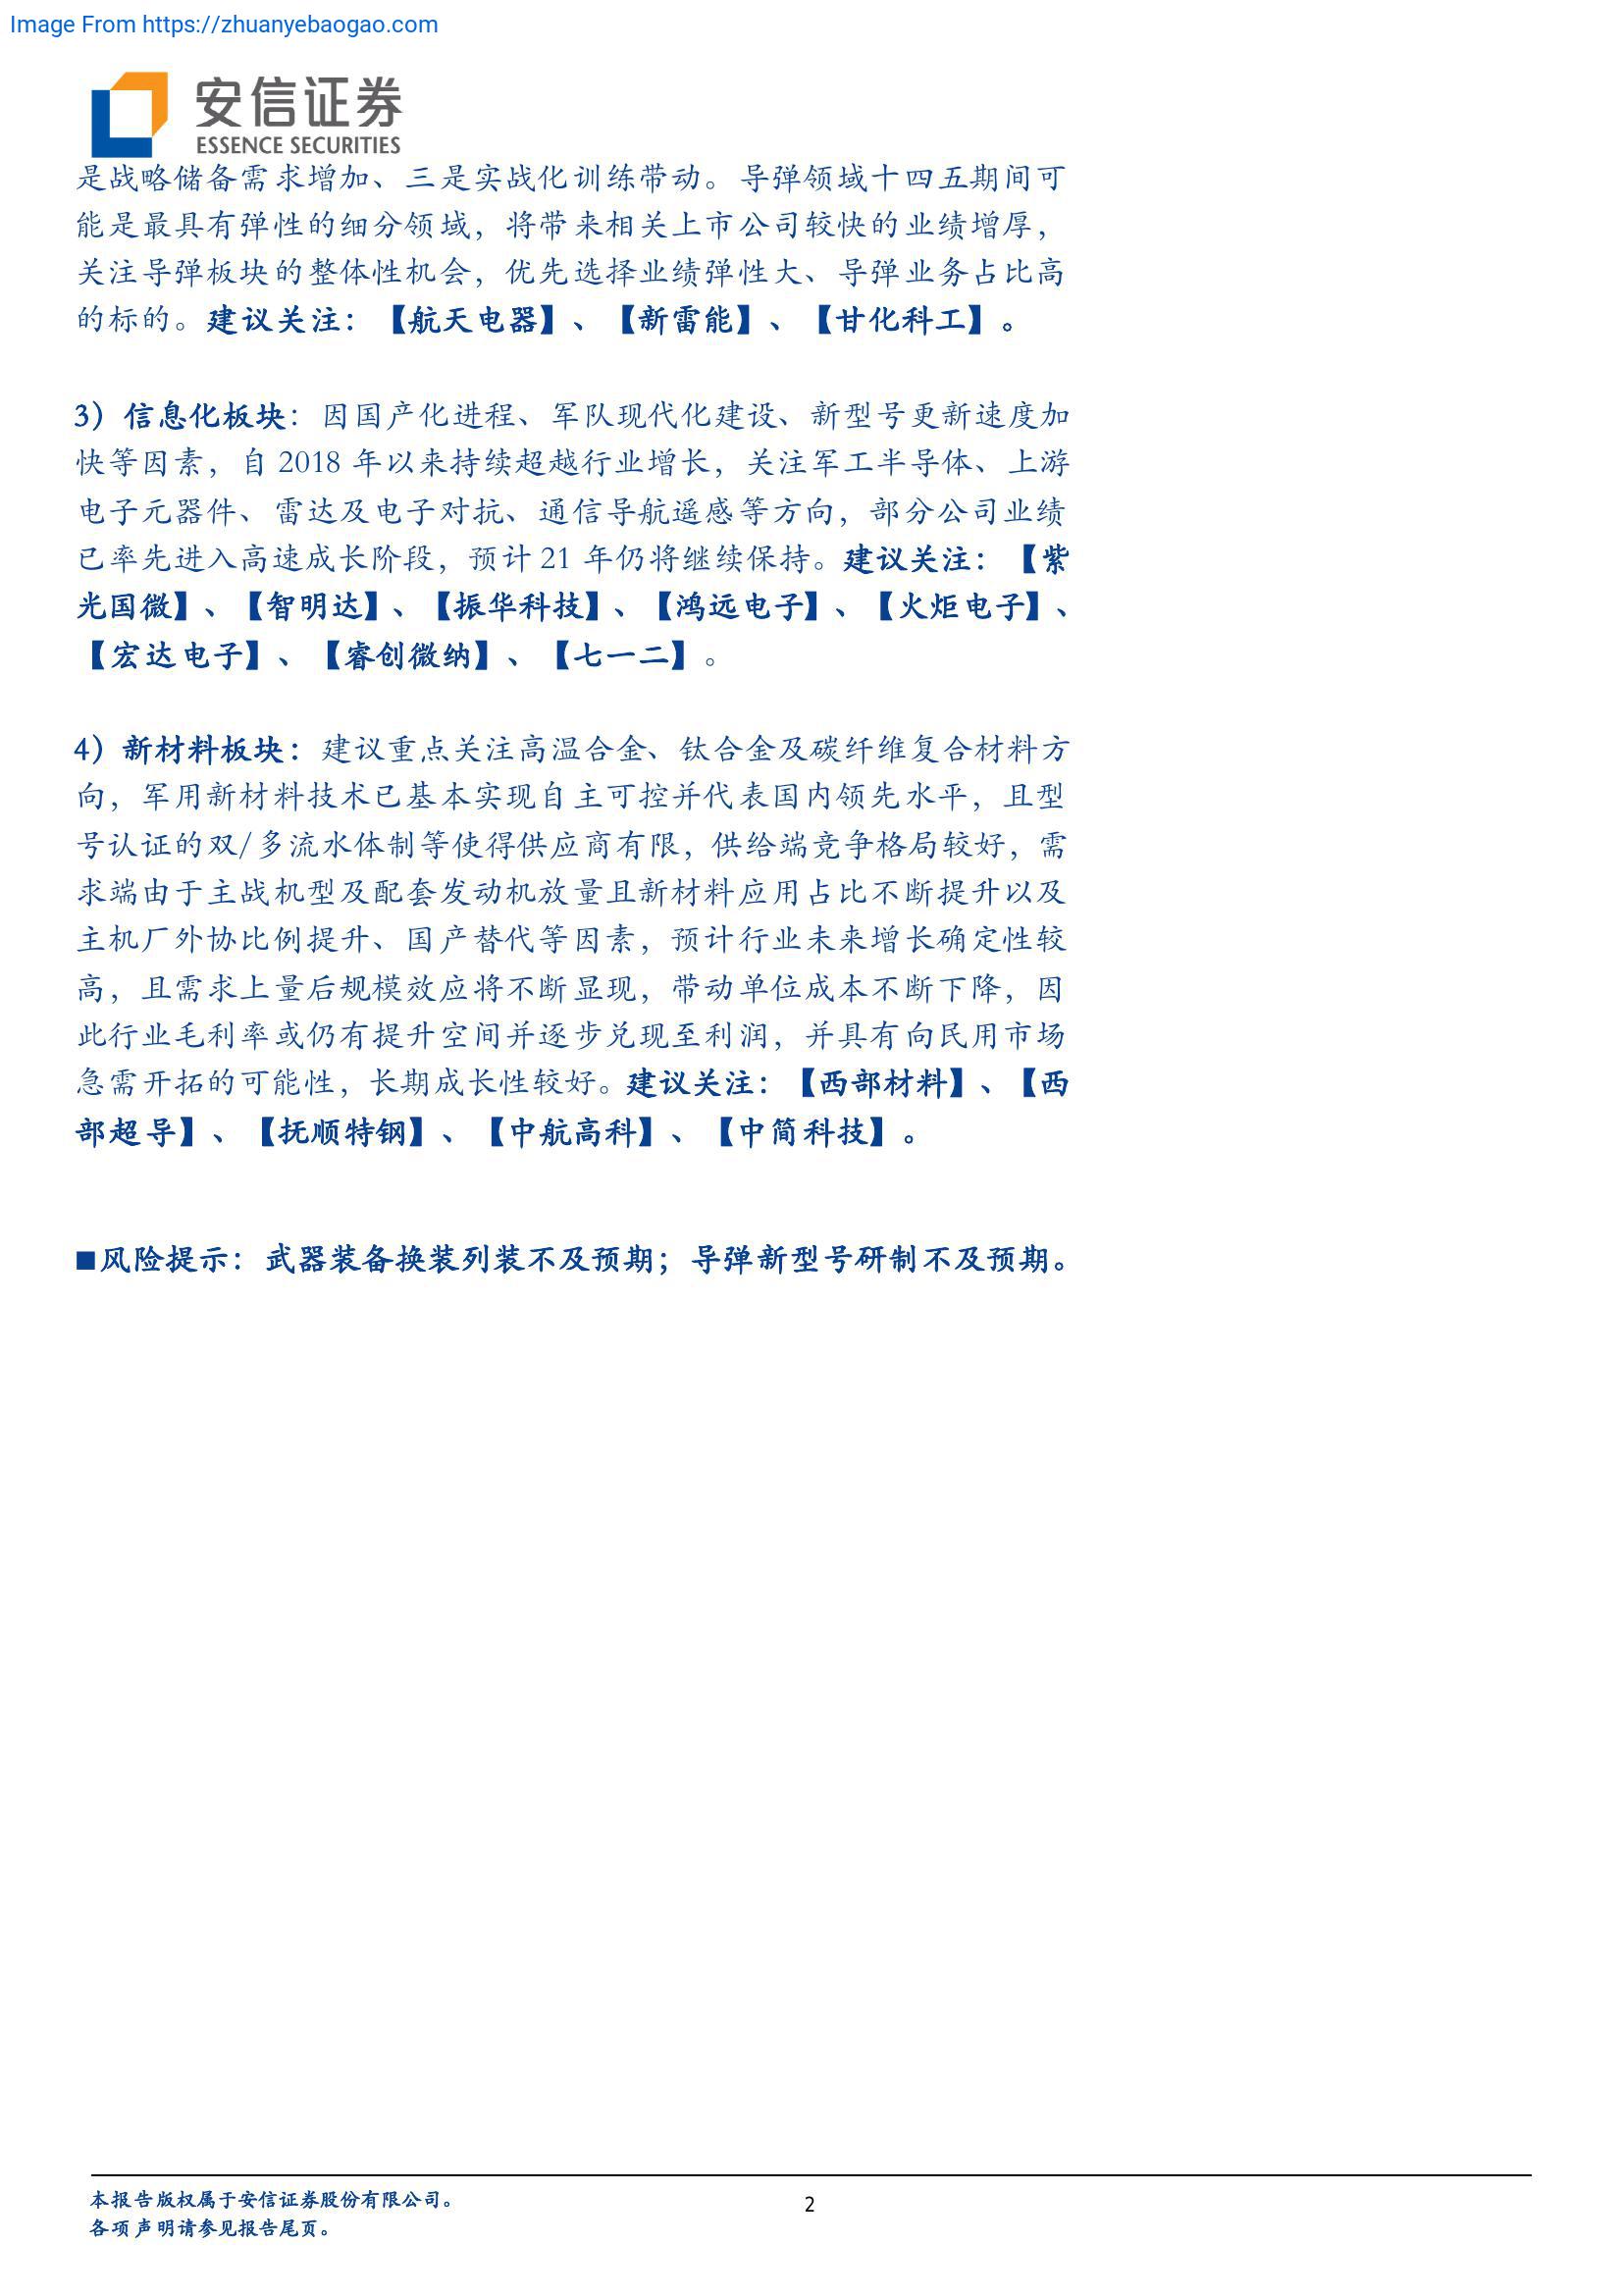 Image From https://zhuanyebaogao.com
安信证券
ESSENCE SECURITIES
是战略储备需求增加、三是实战化训练带动。导弹领域十四五期间可
能是最具有弹性的细分领域，将带来相关上市公司较快的业绩增厚，
关注导弹板块的整体性机会，优先选择业绩弹性大、导弹业务占比高
的标的。建议关注：【航天电器】、【新雷能】、【甘化科工】。
3）信息化板块：因国产化进程、军队现代化建设、新型号更新速度加
快等因素，自 2018 年以来持续超越行业增长，关注军工半导体、上游
电子元器件、雷达及电子对抗、通信导航遥感等方向，部分公司业绩
已率先进入高速成长阶段，预计 21 年仍将继续保持。建议关注：【紫
光国微】、【智明达】、【振华科技】、【鸿远电子】、【火炬电子】、
【宏达电子】、【睿创微纳】、【七一二】。
4）新材料板块：建议重点关注高温合金、钛合金及碳纤维复合材料方
向，军用新材料技术已基本实现自主可控并代表国内领先水平，且型
号认证的双/多流水体制等使得供应商有限，供给端竞争格局较好，需
求端由于主战机型及配套发动机放量且新材料应用占比不断提升以及
主机厂外协比例提升、国产替代等因素，预计行业未来增长确定性较
高，且需求上量后规模效应将不断显现，带动单位成本不断下降，因
此行业毛利率或仍有提升空间并逐步兑现至利润，并具有向民用市场
急需开拓的可能性，长期成长性较好。建议关注：【西部材料】、【西
部超导】、【抚顺特钢】、【中航高科】、【中简科技】。
■风险提示：武器装备换装列装不及预期；导弹新型号研制不及预期。
本报告版权属于安信证券股份有限公司。
2
各项声明请参见报告尾页。